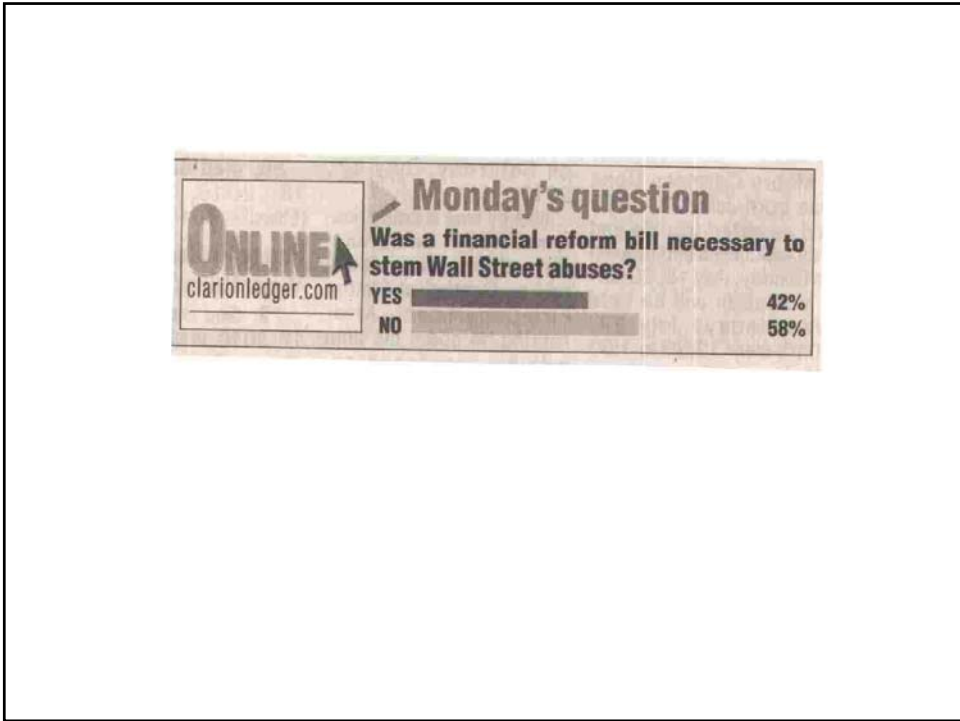 ONLINE
clarionledger.com
Monday's question
Was a financial reform bill necessary to
stem Wall Street abuses?
YES 42%
NO 58%